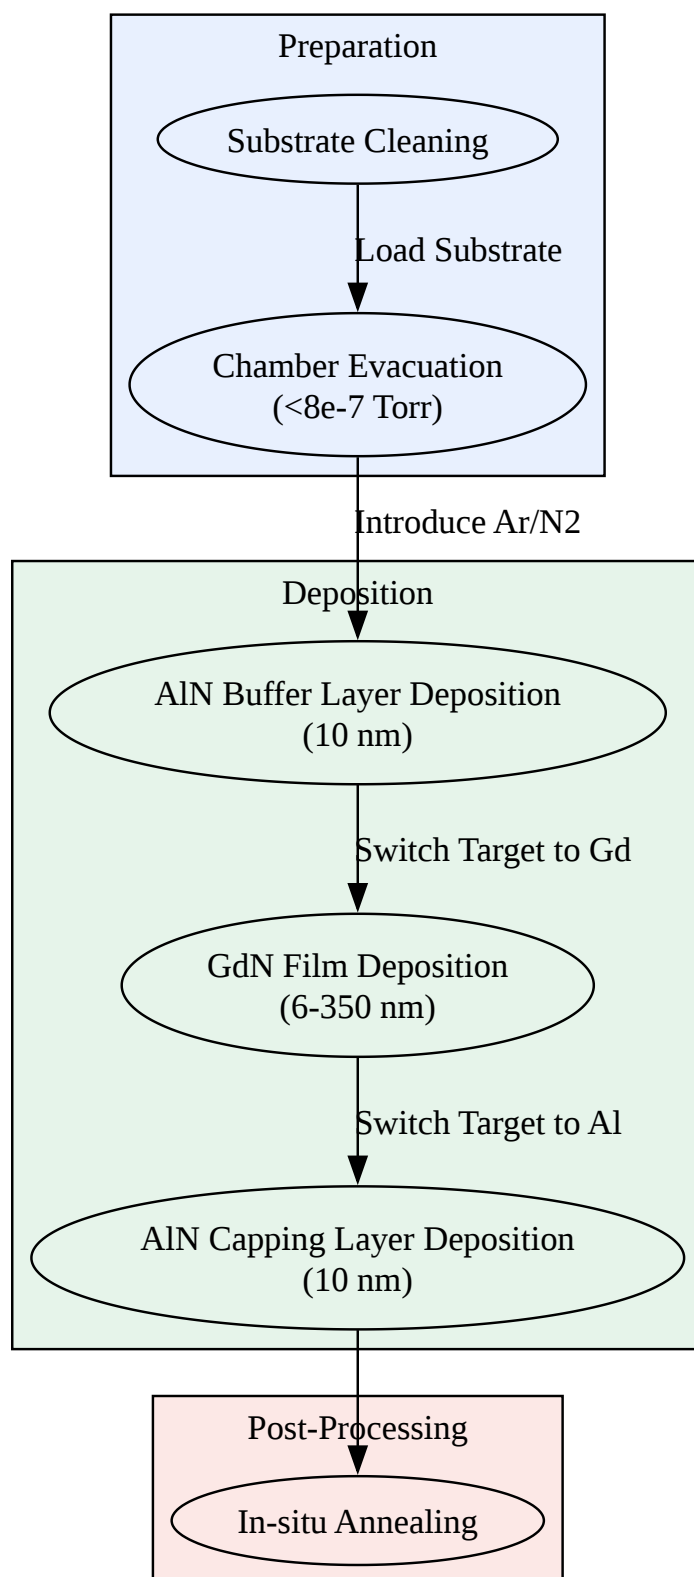 Preparation
Substrate Cleaning
Load Substrate
Chamber Evacuation
(<8e-7 Torr)
Introduce Ar/N2
Deposition
AlN Buffer Layer Deposition
(10 nm)
Switch Target to Gd
GdN Film Deposition
(6-350 nm)
Switch Target to Al
AlN Capping Layer Deposition
(10 nm)
Post-Processing
In-situ Annealing